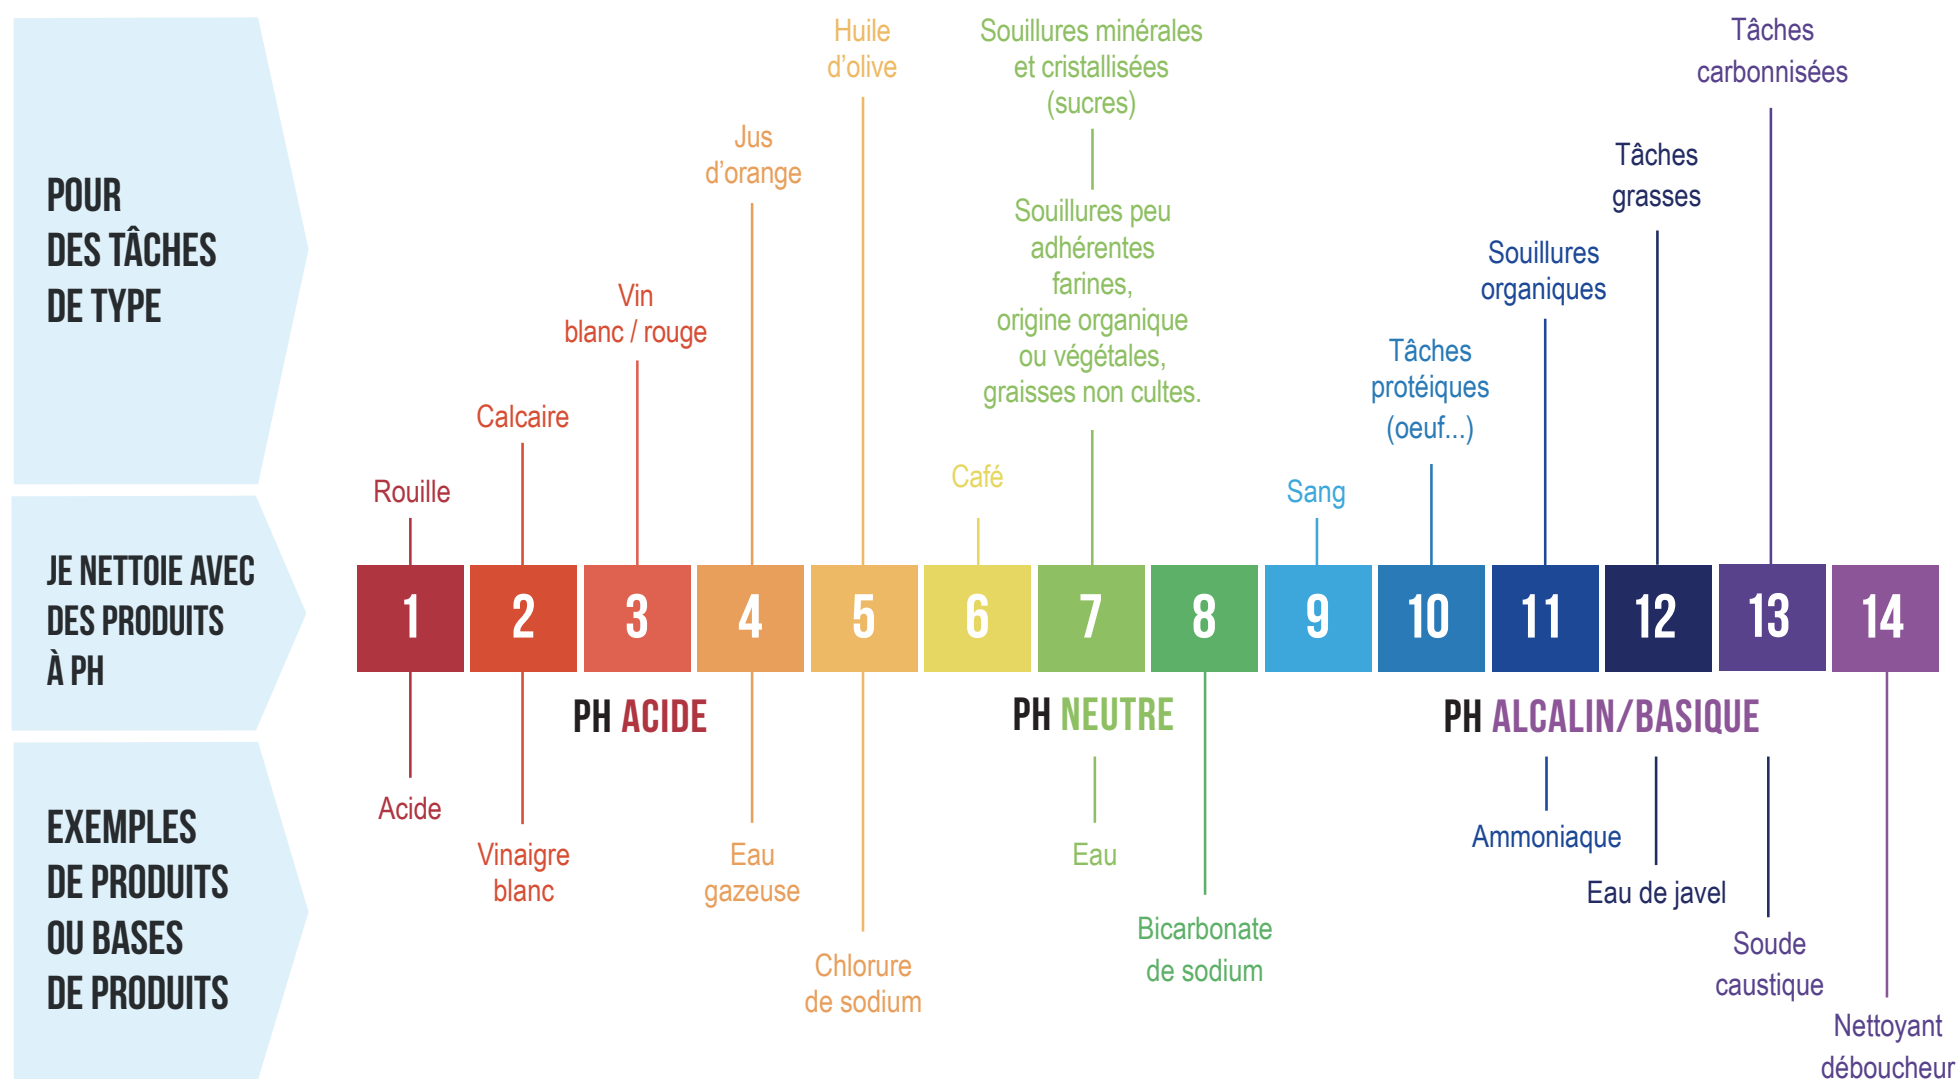 POUR
DES TÂCHES
DE TYPE
Rouille
Calcaire
Vin
blanc / rouge
Jus
d’orange
Huile
d’olive
Café
Souillures minérales
et cristallisées
(sucres)
Souillures peu
adhérentes
farines,
origine organique
ou végétales,
graisses non cultes.
Sang
Tâches
protéiques
(oeuf...)
Souillures
organiques
Tâches
grasses
Tâches
carbonnisées
JE NETTOIE AVEC
DES PRODUITS
À PH
1 2 3 4 5 6 7 8 9 10 11 12 13 14
PH ACIDE
PH NEUTRE
PH ALCALIN/BASIQUE
EXEMPLES
DE PRODUITS
OU BASES
DE PRODUITS
Acide
Vinaigre
blanc
Eau
gazeuse
Chlorure
de sodium
Eau
Bicarbonate
de sodium
Ammoniaque
Eau de javel
Soude
caustique
Nettoyant
déboucheur